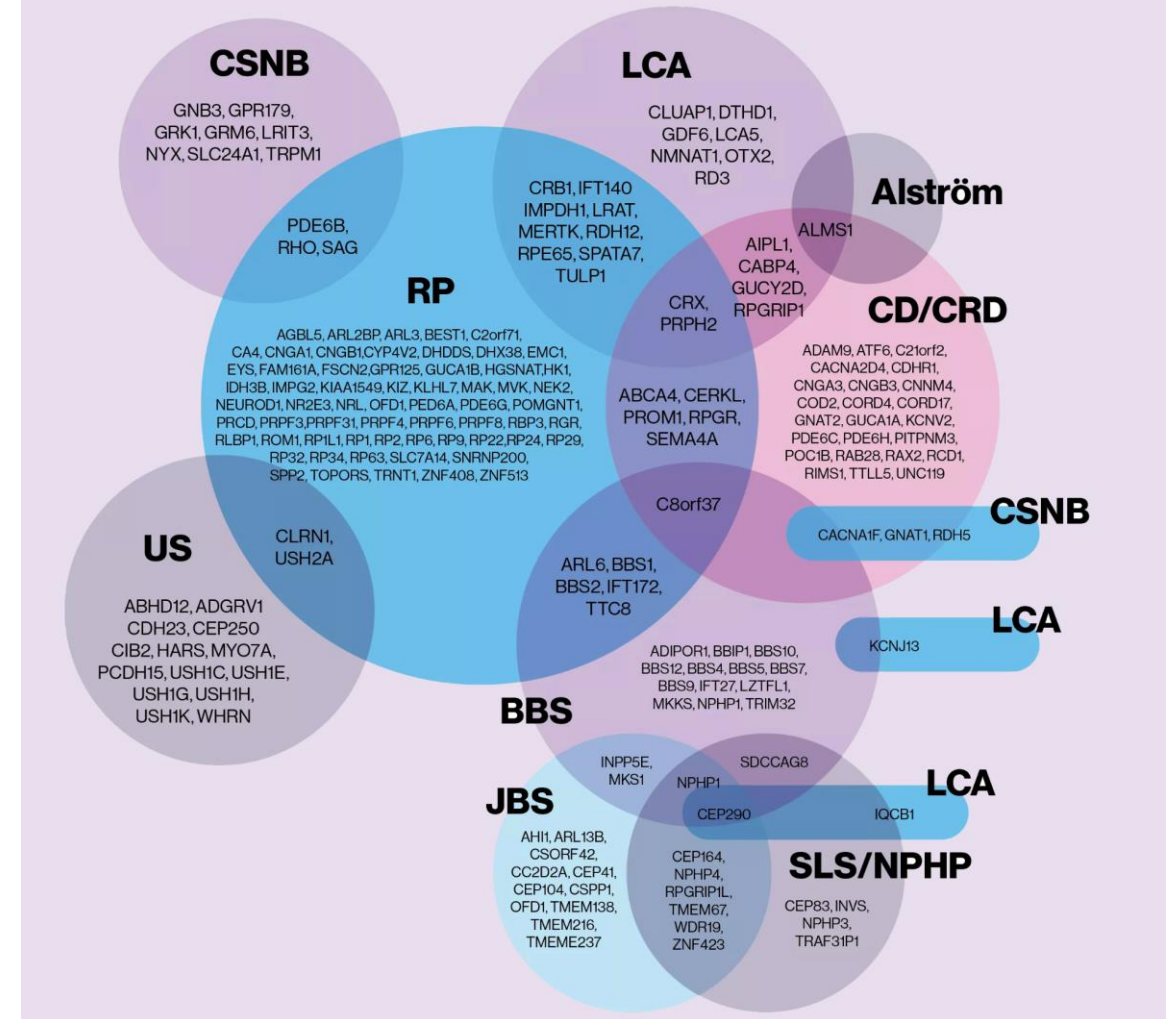 CSNB
GNB3, GPR179,
GRK1, GRM6, LRIT3,
NYX, SLC24A1, TRPM1
PDE6B,
RHO, SAG
LCA
CLUAP1, DTHD1,
GDF6, LCA5,
NMNAT1, OTX2,
RD3
CRB1, IFT140
IMPDH1, LRAT,
MERTK, RDH12,
RPE65, SPATA7,
TULP1
Alström
ALMS1
AIPL1,
CABP4,
GUCY2D,
RPGRIP1
CRX,
PRPH2
RP
AGBL5, ARL2BP, ARL3, BEST1, C2orf71,
CA4, CNGA1, CNGB1,CYP4V2, DHDDS, DHX38, EMC1,
EYS, FAM161A, FSCN2,GPR125, GUCA1B, HGSNAT,HK1,
IDH3B, IMPG2, KIAA1549, KIZ, KLHL7, MAK, MVK, NEK2,
NEUROD1, NR2E3, NRL, OFD1, PED6A, PDE6G, POMGNT1,
PRCD, PRPF3,PRPF31, PRPF4, PRPF6, PRPF8, RBP3, RGR,
RLBP1, ROM1, RP1L1, RP1, RP2, RP6, RP9, RP22,RP24, RP29,
RP32, RP34, RP63, SLC7A14, SNRNP200,
SPP2, TOPORS, TRNT1, ZNF408, ZNF513
CD/CRD
ADAM9, ATF6, C21orf2,
CACNA2D4, CDHR1,
CNGA3, CNGB3, CNNM4,
COD2, CORD4, CORD17,
GNAT2, GUCA1A, KCNV2,
PDE6C, PDE6H, PITPNM3,
POC1B, RAB28, RAX2, RCD1,
RIMS1, TTLL5, UNC119
ABCA4, CERKL,
PROM1, RPGR,
SEMA4A
C8orf37
CSNB
CACNA1F, GNAT1, RDH5
US
CLRN1,
USH2A
ABHD12, ADGRV1
CDH23, CEP250
CIB2, HARS, MYO7A,
PCDH15, USH1C, USH1E,
USH1G, USH1H,
USH1K, WHRN
ARL6, BBS1,
BBS2, IFT172,
TTC8
LCA
KCNJ13
BBS
ADIPOR1, BBIP1, BBS10,
BBS12, BBS4, BBS5, BBS7,
BBS9, IFT27, LZTFL1,
MKKS, NPHP1, TRIM32
INPP5E,
MKS1
NPHP1
SDCCAG8
LCA
CEP290
IQCB1
JBS
AHI1, ARL13B,
CSORF42,
CC2D2A, CEP41,
CEP104, CSPP1,
OFD1, TMEM138,
TMEM216,
TMEME237
CEP164,
NPHP4,
RPGRIP1L,
TMEM67,
WDR19,
ZNF423
SLS/NPHP
CEP83, INVS,
NPHP3,
TRAF31P1